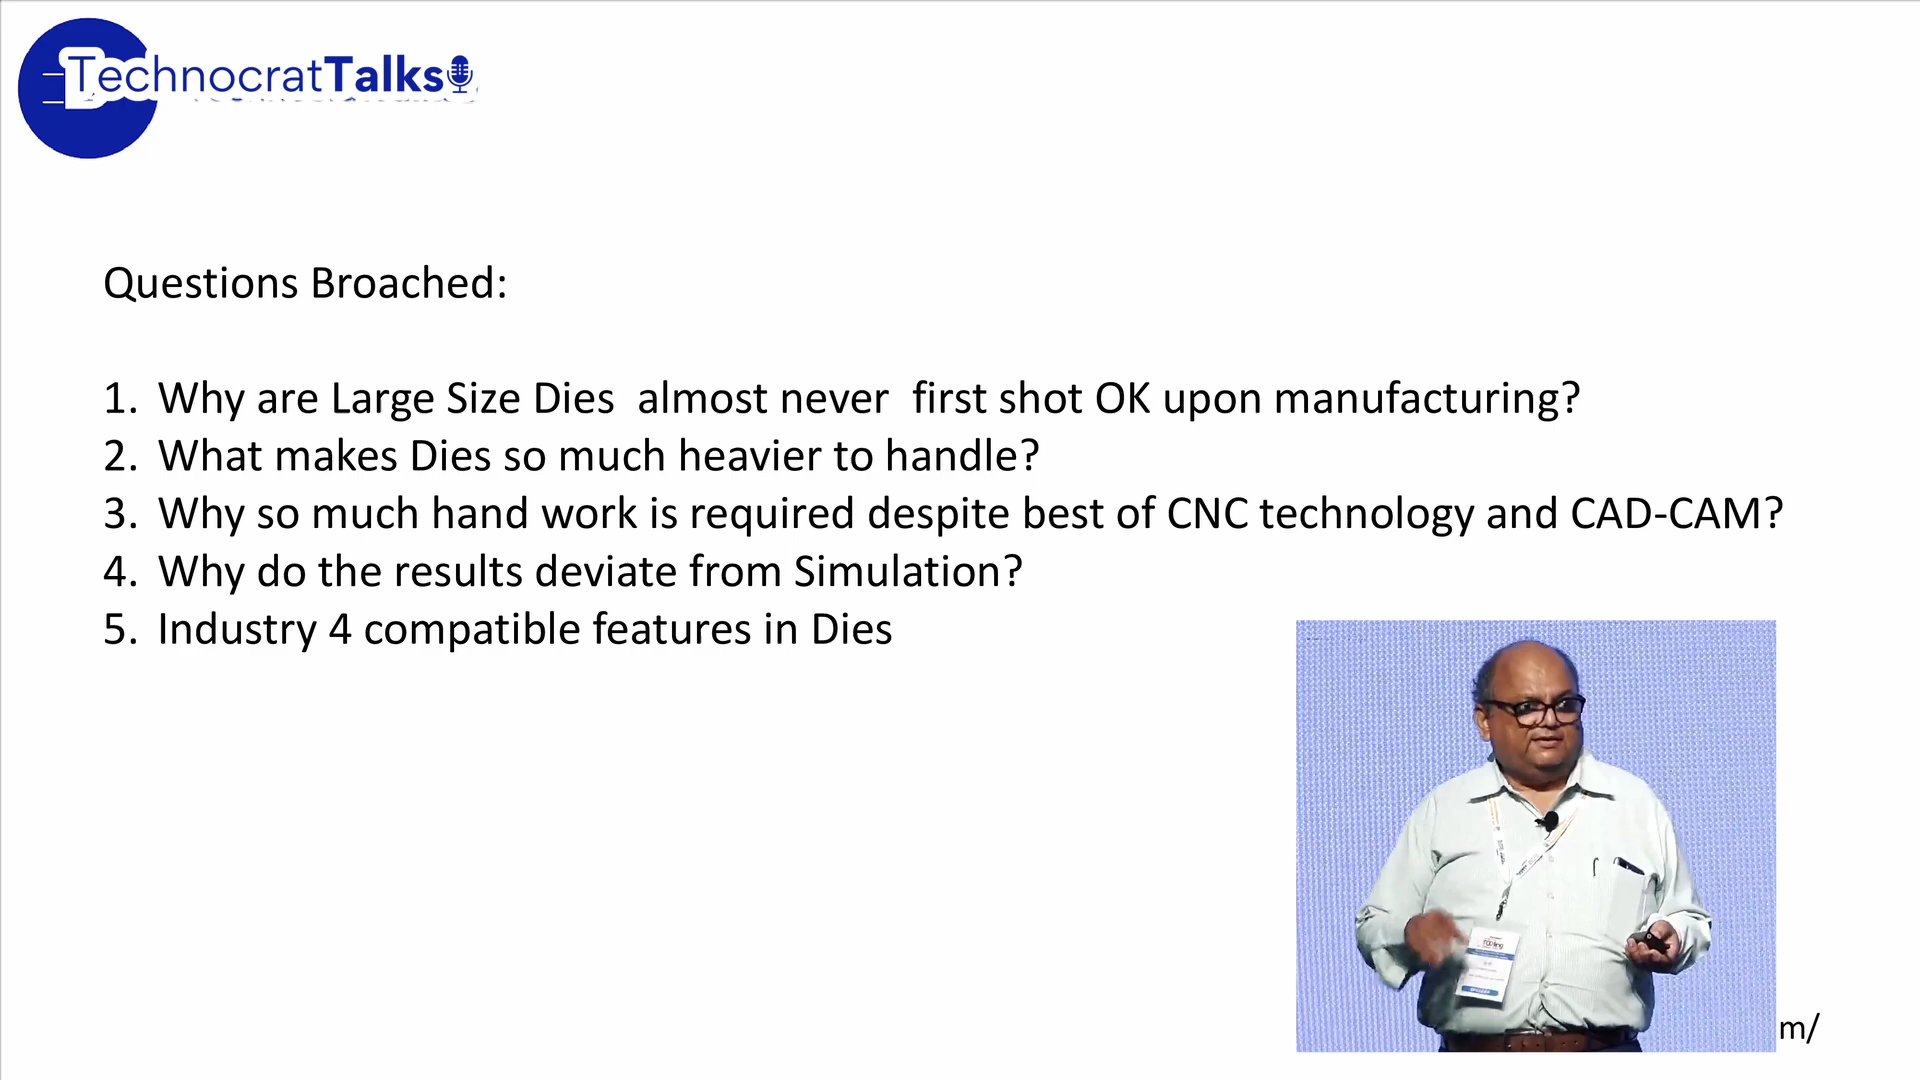 TechnocratTalks
Questions Broached:
1. Why are Large Size Dies almost never first shot OK upon manufacturing?
2. What makes Dies so much heavier to handle?
3. Why so much hand work is required despite best of CNC technology and CAD-CAM?
4. Why do the results deviate from Simulation?
5. Industry 4 compatible features in Dies
m/